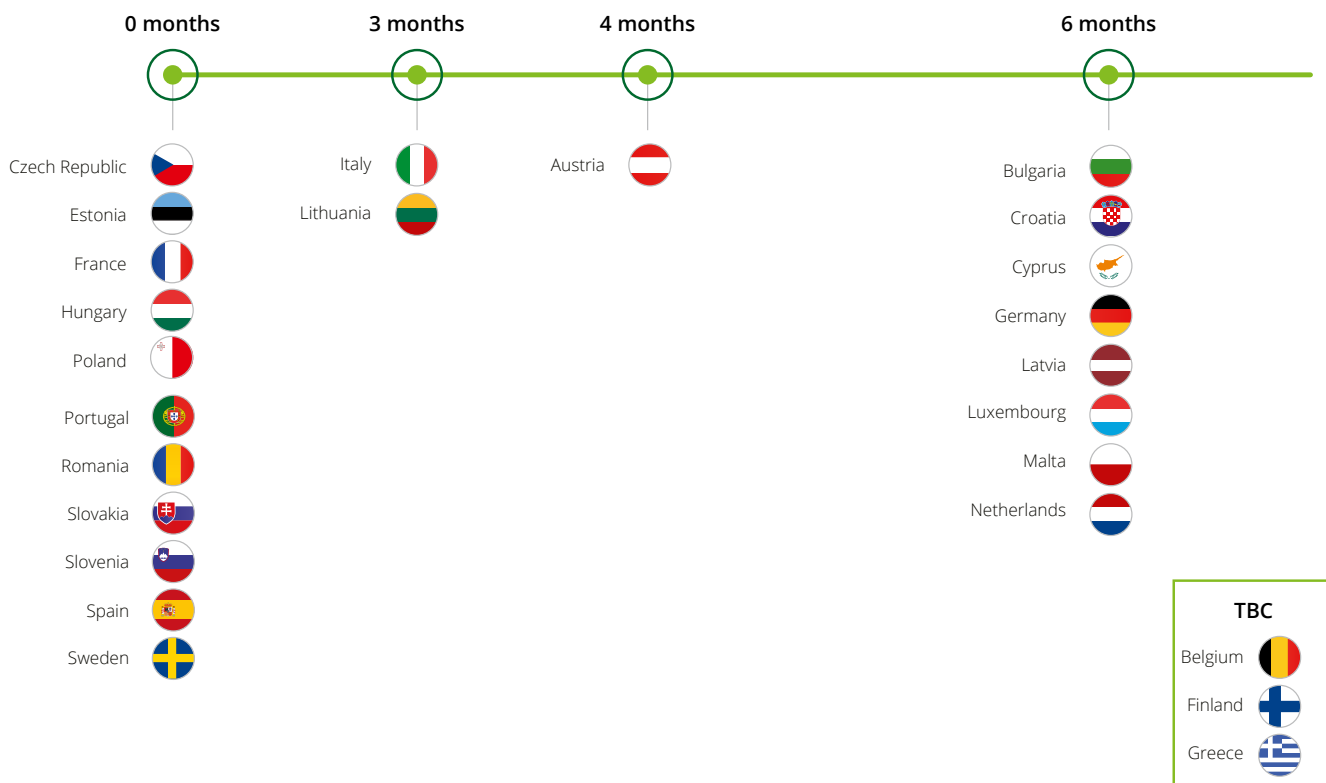 0 months
3 months
4 months
6 months
Czech Republic
Estonia
France
Hungary
Poland
Portugal
Romania
Slovakia
Slovenia
Spain
Sweden
Italy
Lithuania
Austria
Bulgaria
Croatia
Cyprus
Germany
Latvia
Luxembourg
Malta
Netherlands
TBC
Belgium
Finland
Greece